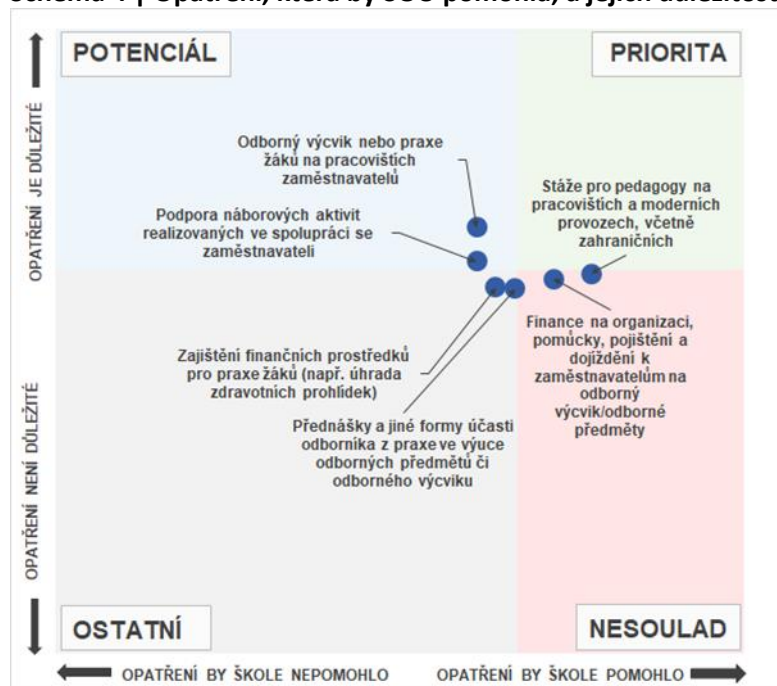 POTENCIÁL
PRIORITA
OPATŘENÍ JE DŮLEŽITÉ
Odborný výcvik nebo praxe
žáků na pracovištích
zaměstnavatelů
Stáže pro pedagogy na
pracovištích a moderních
provozech, včetně
zahraničních
Podpora náborových aktivit
realizovaných ve spolupráci se
zaměstnavateli
Finance na organizaci,
pomůcky, pojištění a
dojíždění k
zaměstnavatelům na
odborný
výcvik/odborné
předměty
Zajištění finančních prostředků
pro praxe žáků (např. úhrada
zdravotních prohlídek)
Přednášky a jiné formy účasti
odborníka z praxe ve výuce
odborných předmětů či
odborného výcviku
OPATŘENÍ NENÍ DŮLEŽITÉ
OSTATNÍ
NESOULAD
OPATŘENÍ BY ŠKOLE NEPOMOHLO
OPATŘENÍ BY ŠKOLE POMOHLO